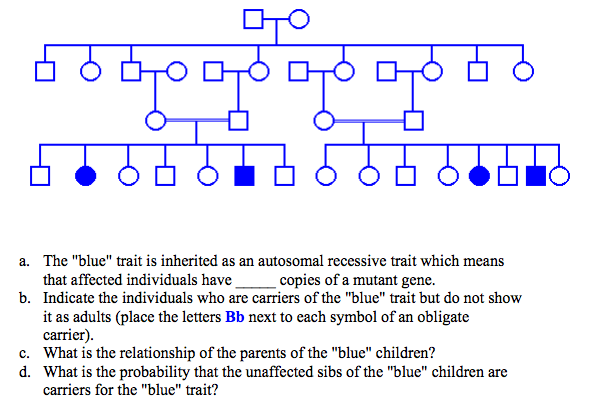 a. The "blue" trait is inherited as an autosomal recessive trait which means
that affected individuals have _____ copies of a mutant gene.
b. Indicate the individuals who are carriers of the "blue" trait but do not show
it as adults (place the letters Bb next to each symbol of an obligate
carrier).
c. What is the relationship of the parents of the "blue" children?
d. What is the probability that the unaffected sibs of the "blue" children are
carriers for the "blue" trait?